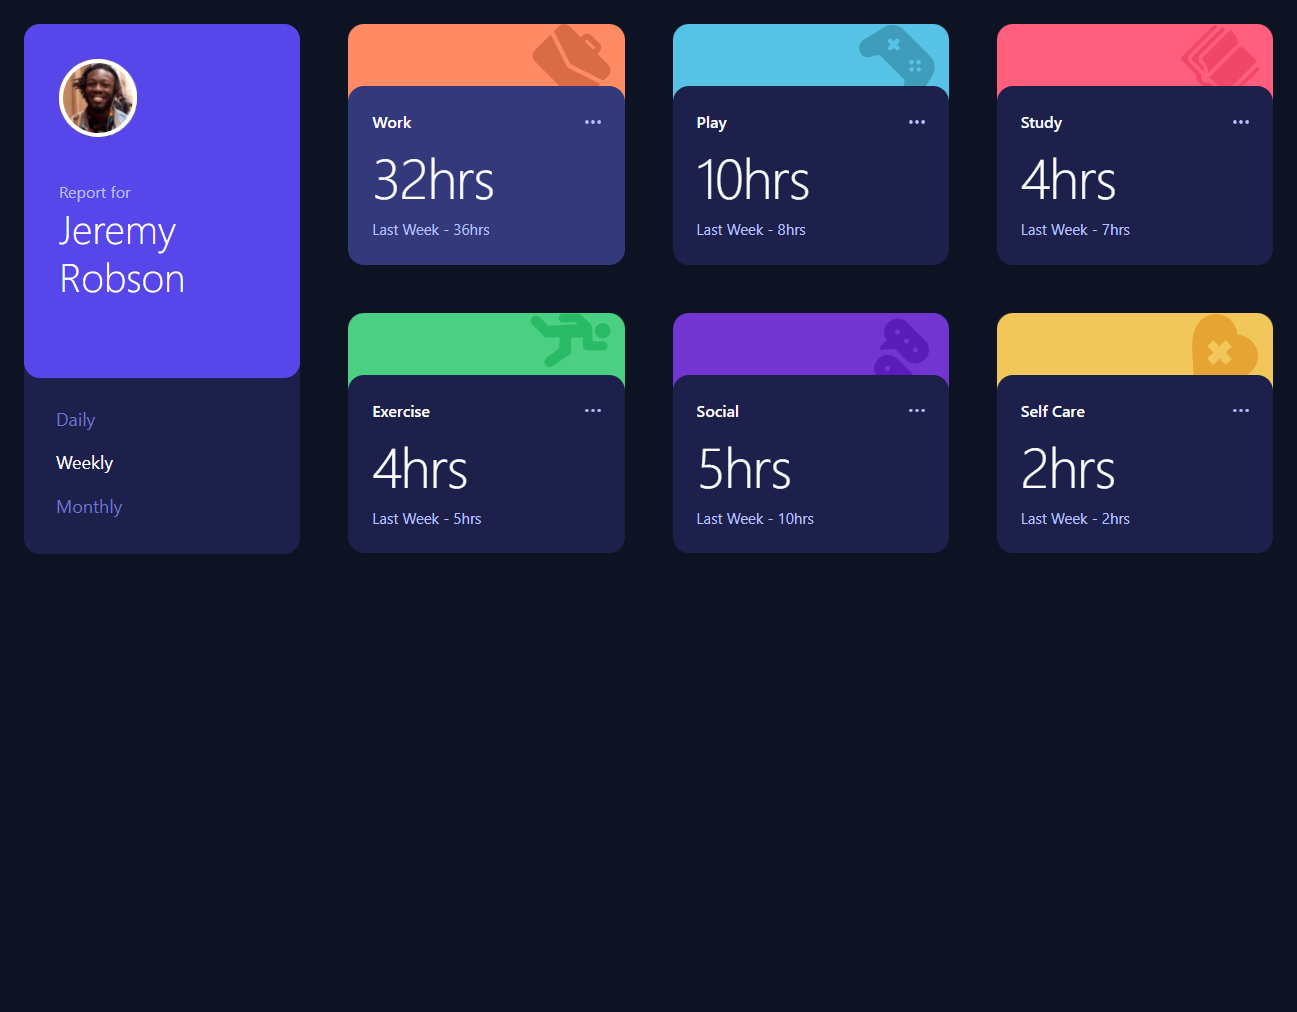 Report for
Jeremy
Robson
Daily
Weekly
Monthly
Work
32hrs
Last Week - 36hrs
Play
10hrs
Last Week - 8hrs
Study
4hrs
Last Week - 7hrs
Exercise
4hrs
Last Week - 5hrs
Social
5hrs
Last Week - 10hrs
Self Care
2hrs
Last Week - 2hrs